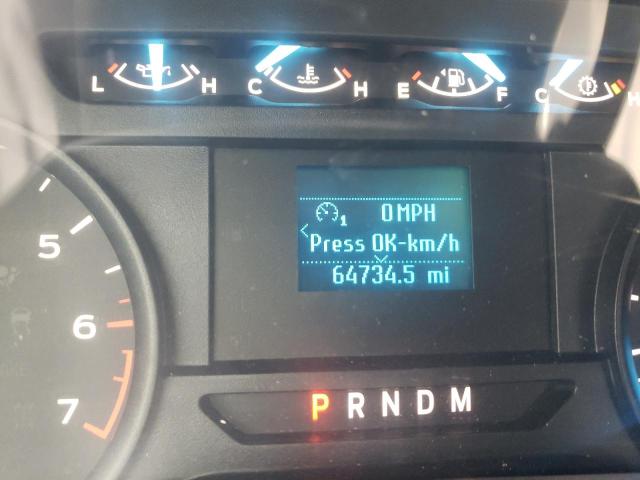 L H C H E F C H
1 0 MPH
Press OK-km/h
64734.5 mi
5
6
7
P R N D M